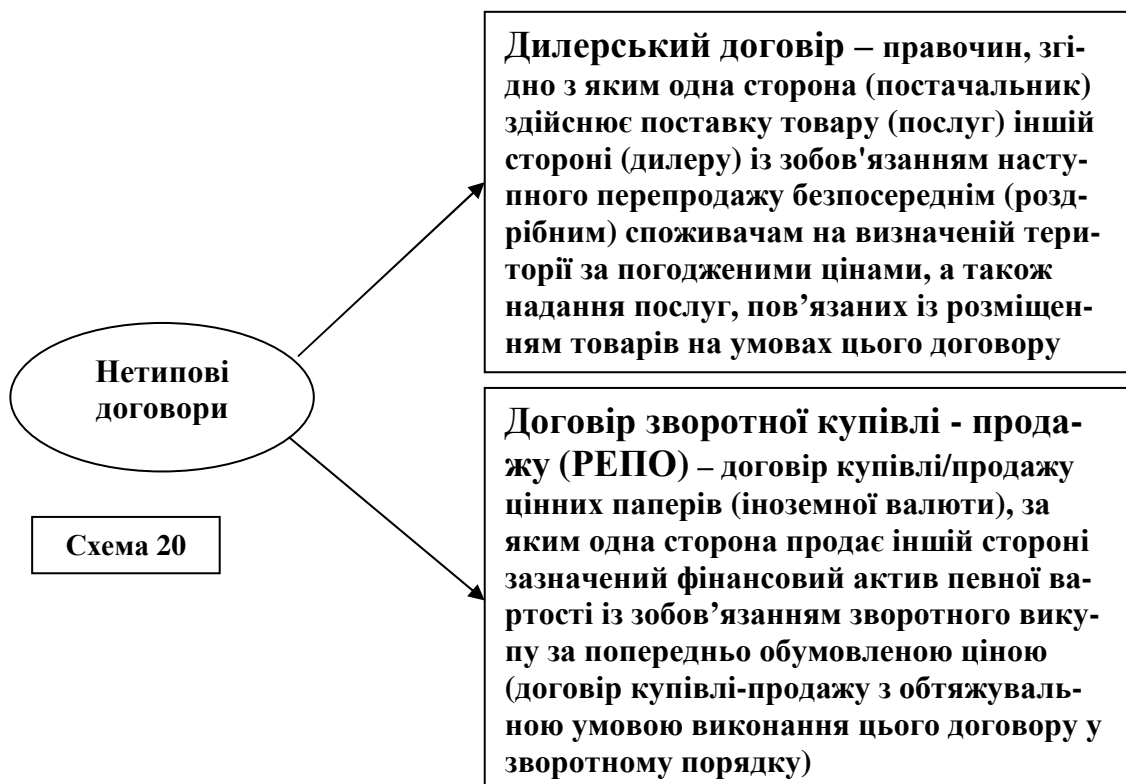 Дилерський договір – правочин, згі-
дно з яким одна сторона (постачальник)
здійснює поставку товару (послуг) іншій
стороні (дилеру) із зобов'язанням насту-
пного перепродажу безпосереднім (розд-
рібним) споживачам на визначеній тери-
торії за погодженими цінами, а також
надання послуг, пов’язаних із розміщен-
ням товарів на умовах цього договору
Нетипові
договори
Договір зворотної купівлі - прода-
жу (РЕПО) – договір купівлі/продажу
цінних паперів (іноземної валюти), за
яким одна сторона продає іншій стороні
зазначений фінансовий актив певної ва-
ртості із зобов’язанням зворотного вику-
пу за попередньо обумовленою ціною
(договір купівлі-продажу з обтяжуваль-
ною умовою виконання цього договору у
зворотному порядку)
Схема 20